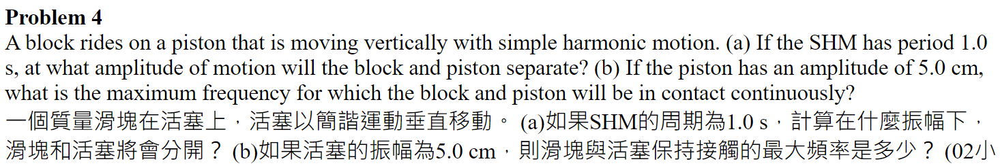 Problem 4
A block rides on a piston that is moving vertically with simple harmonic motion. (a) If the SHM has period 1.0
s, at what amplitude of motion will the block and piston separate? (b) If the piston has an amplitude of 5.0 cm,
what is the maximum frequency for which the block and piston will be in contact continuously?
一個質量滑塊在活塞上，活塞以簡諧運動垂直移動。 (a)如果SHM的周期為1.0 s，計算在什麼振幅下，
滑塊和活塞將會分開？ (b)如果活塞的振幅為5.0 cm，則滑塊與活塞保持接觸的最大頻率是多少？ (02小